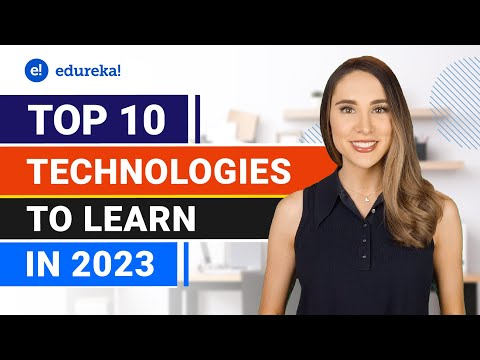 e! edureka!
TOP 10
TECHNOLOGIES
TO LEARN
IN 2023